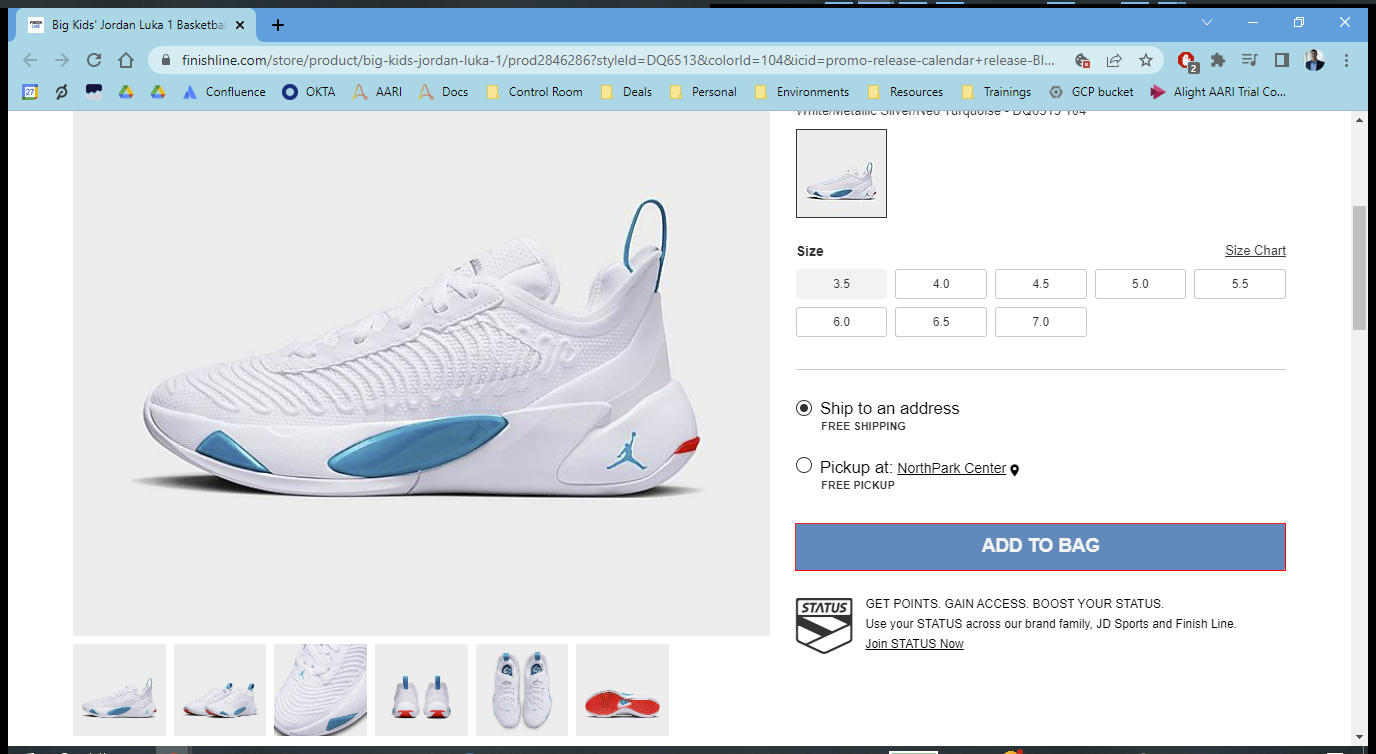 Big Kids' Jordan Luka 1 Basketba
finishline.com/store/product/big-kids-jordan-luka-1/prod2846286?styleId=DQ6513&colorId=104&icid=promo-release-calendar+release-Bl...
2
27
Confluence
OKTA
AARI
Docs
Control Room
Deals
Personal
Environments
Resources
Trainings
GCP bucket
Alight AARI Trial Co...
White/Metallic Silver/Neo Turquoise - DQ6513 104
Size
Size Chart
3.5 4.0 4.5 5.0 5.5
6.0 6.5 7.0
Ship to an address
FREE SHIPPING
Pickup at: NorthPark Center
FREE PICKUP
ADD TO BAG
STATUS
GET POINTS. GAIN ACCESS. BOOST YOUR STATUS.
Use your STATUS across our brand family, JD Sports and Finish Line.
Join STATUS Now